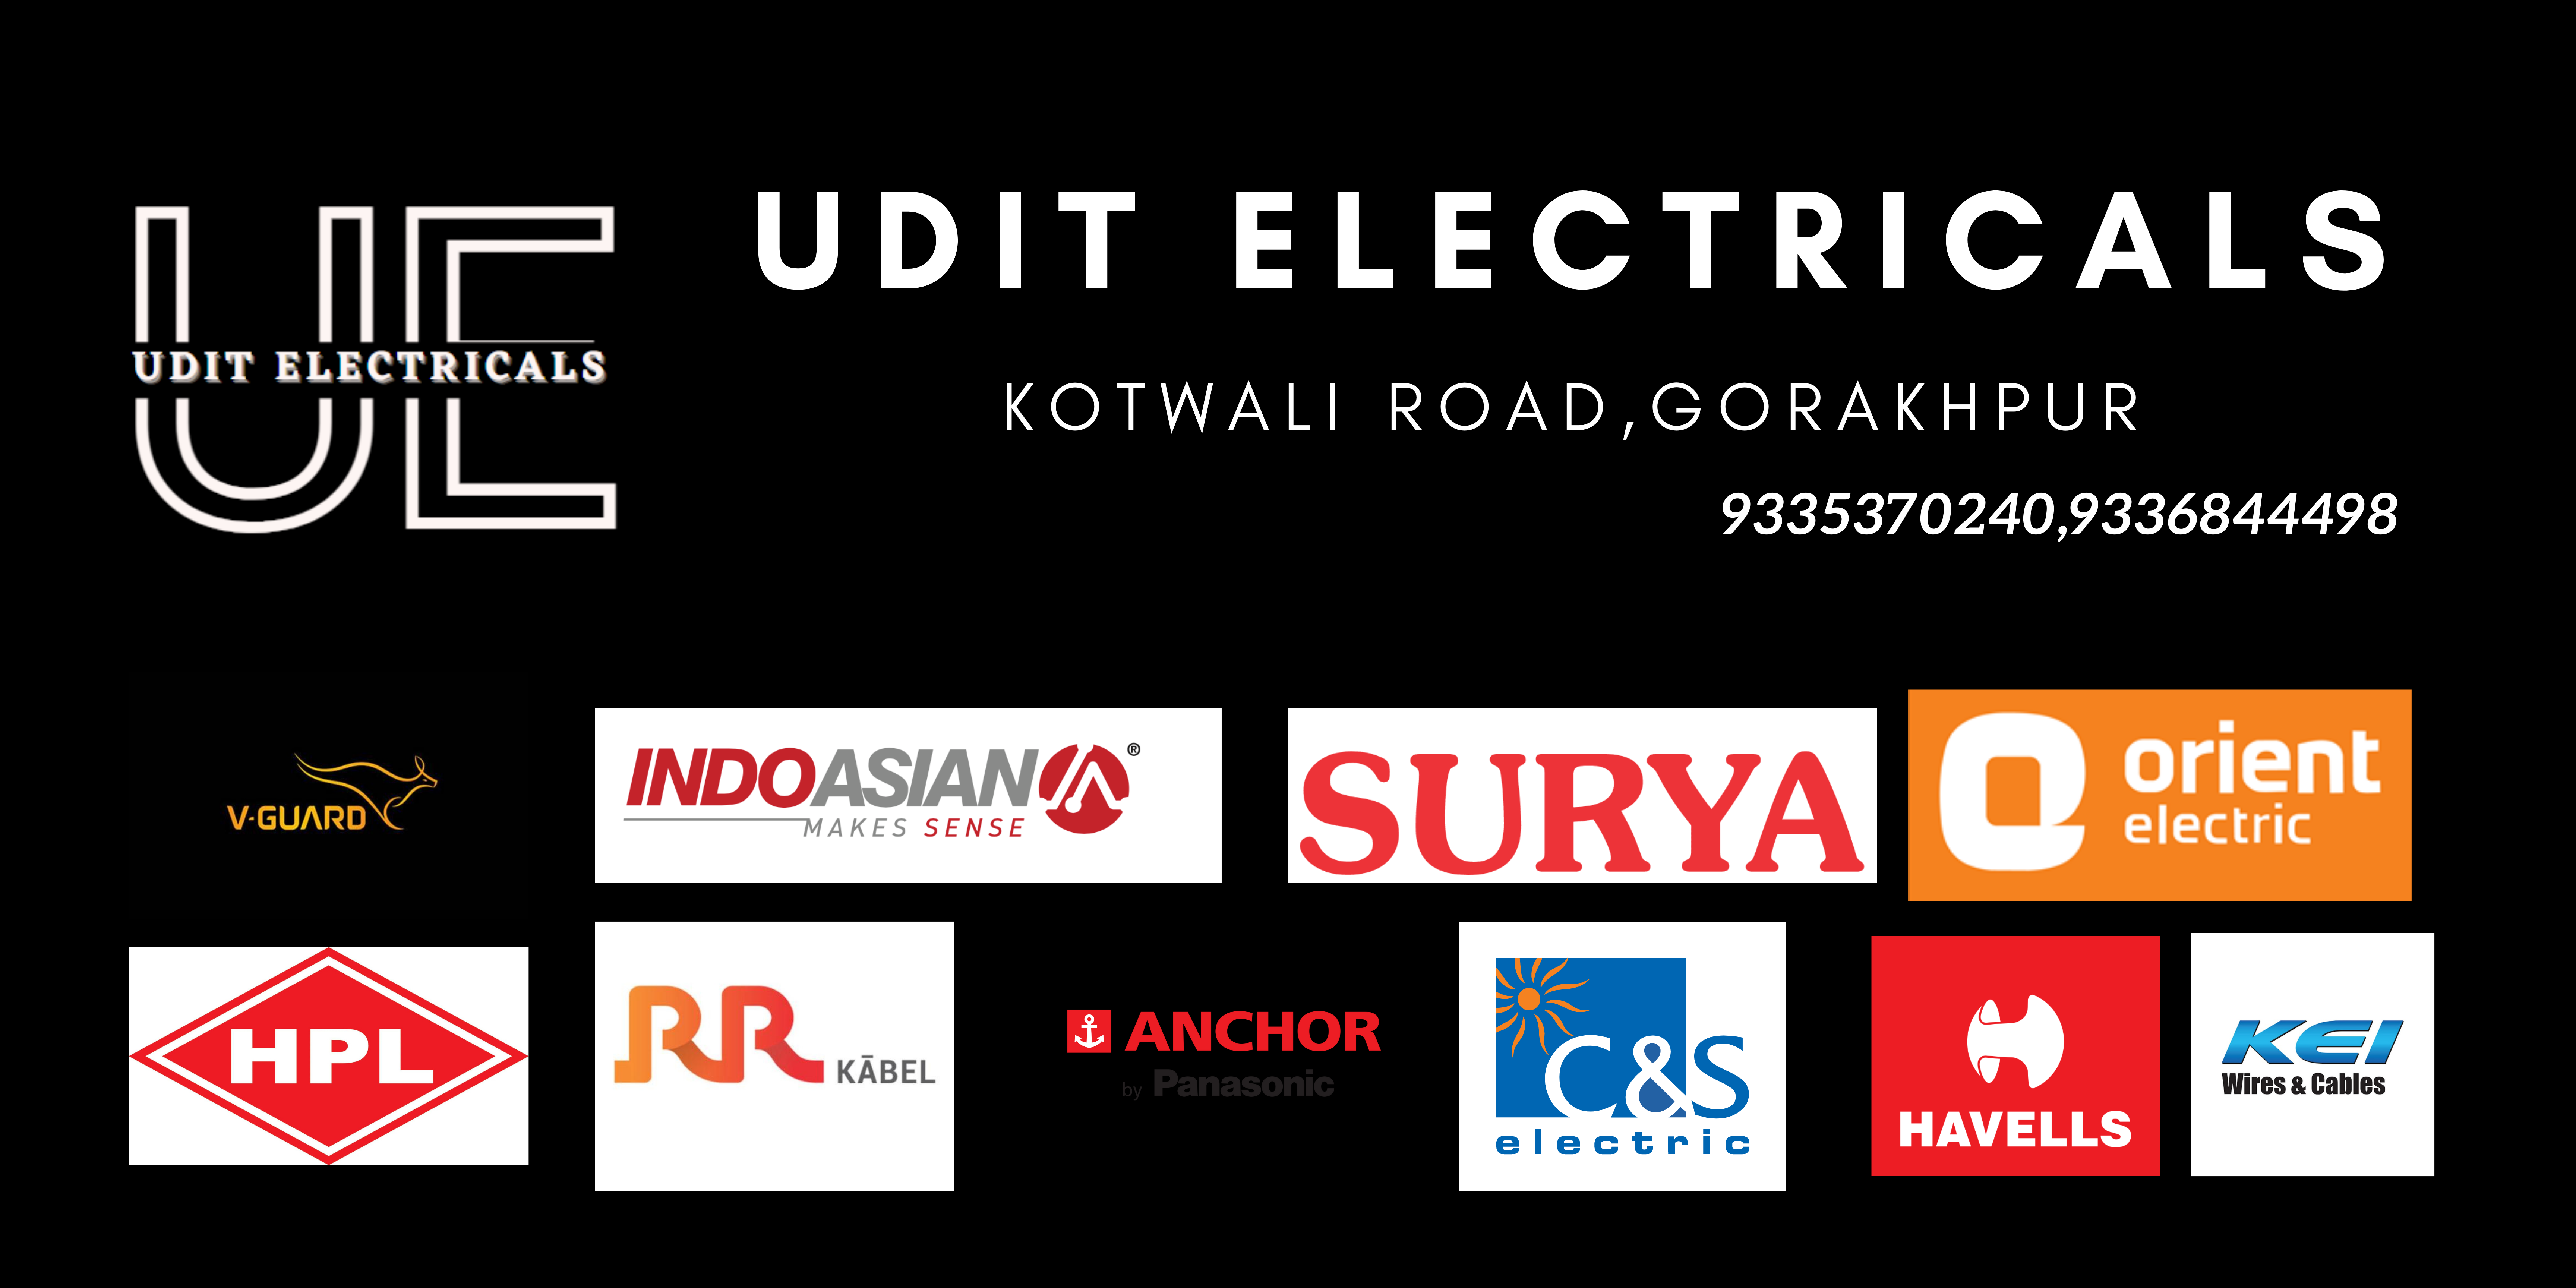 UE
UDIT ELECTRICALS
UDIT ELECTRICALS
KOTWALI ROAD,GORAKHPUR
9335370240,9336844498
V-GUARD
INDOASIAN ®
MAKES SENSE
SURYA
orient
electric
HPL
RR KĀBEL
ANCHOR
by Panasonic
C&S
electric
HAVELLS
KEI
Wires & Cables